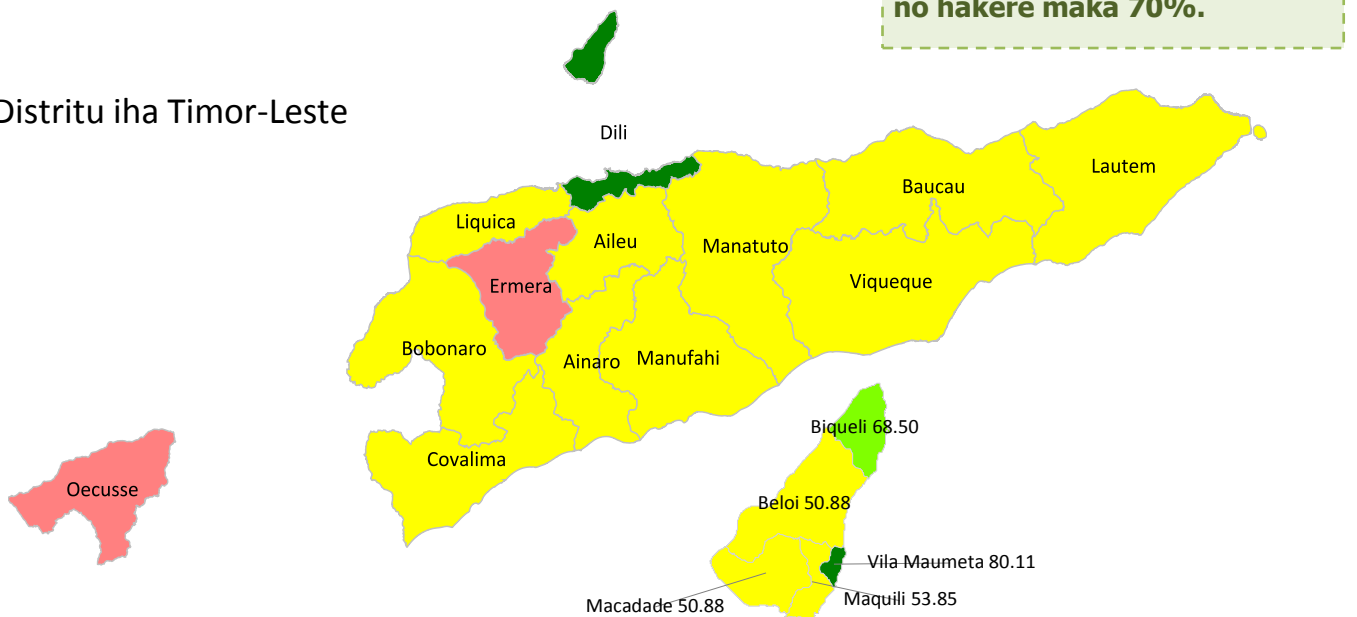 no hakere maka 70%.
Distritu iha Timor-Leste
Dili
Lautem
Baucau
Liquica
Aileu
Manatuto
Viqueque
Ermera
Bobonaro
Ainaro
Manufahi
Biqueli 68.50
Covalima
Oecusse
Beloi 50.88
Vila Maumeta 80.11
Maquili 53.85
Macadade 50.88